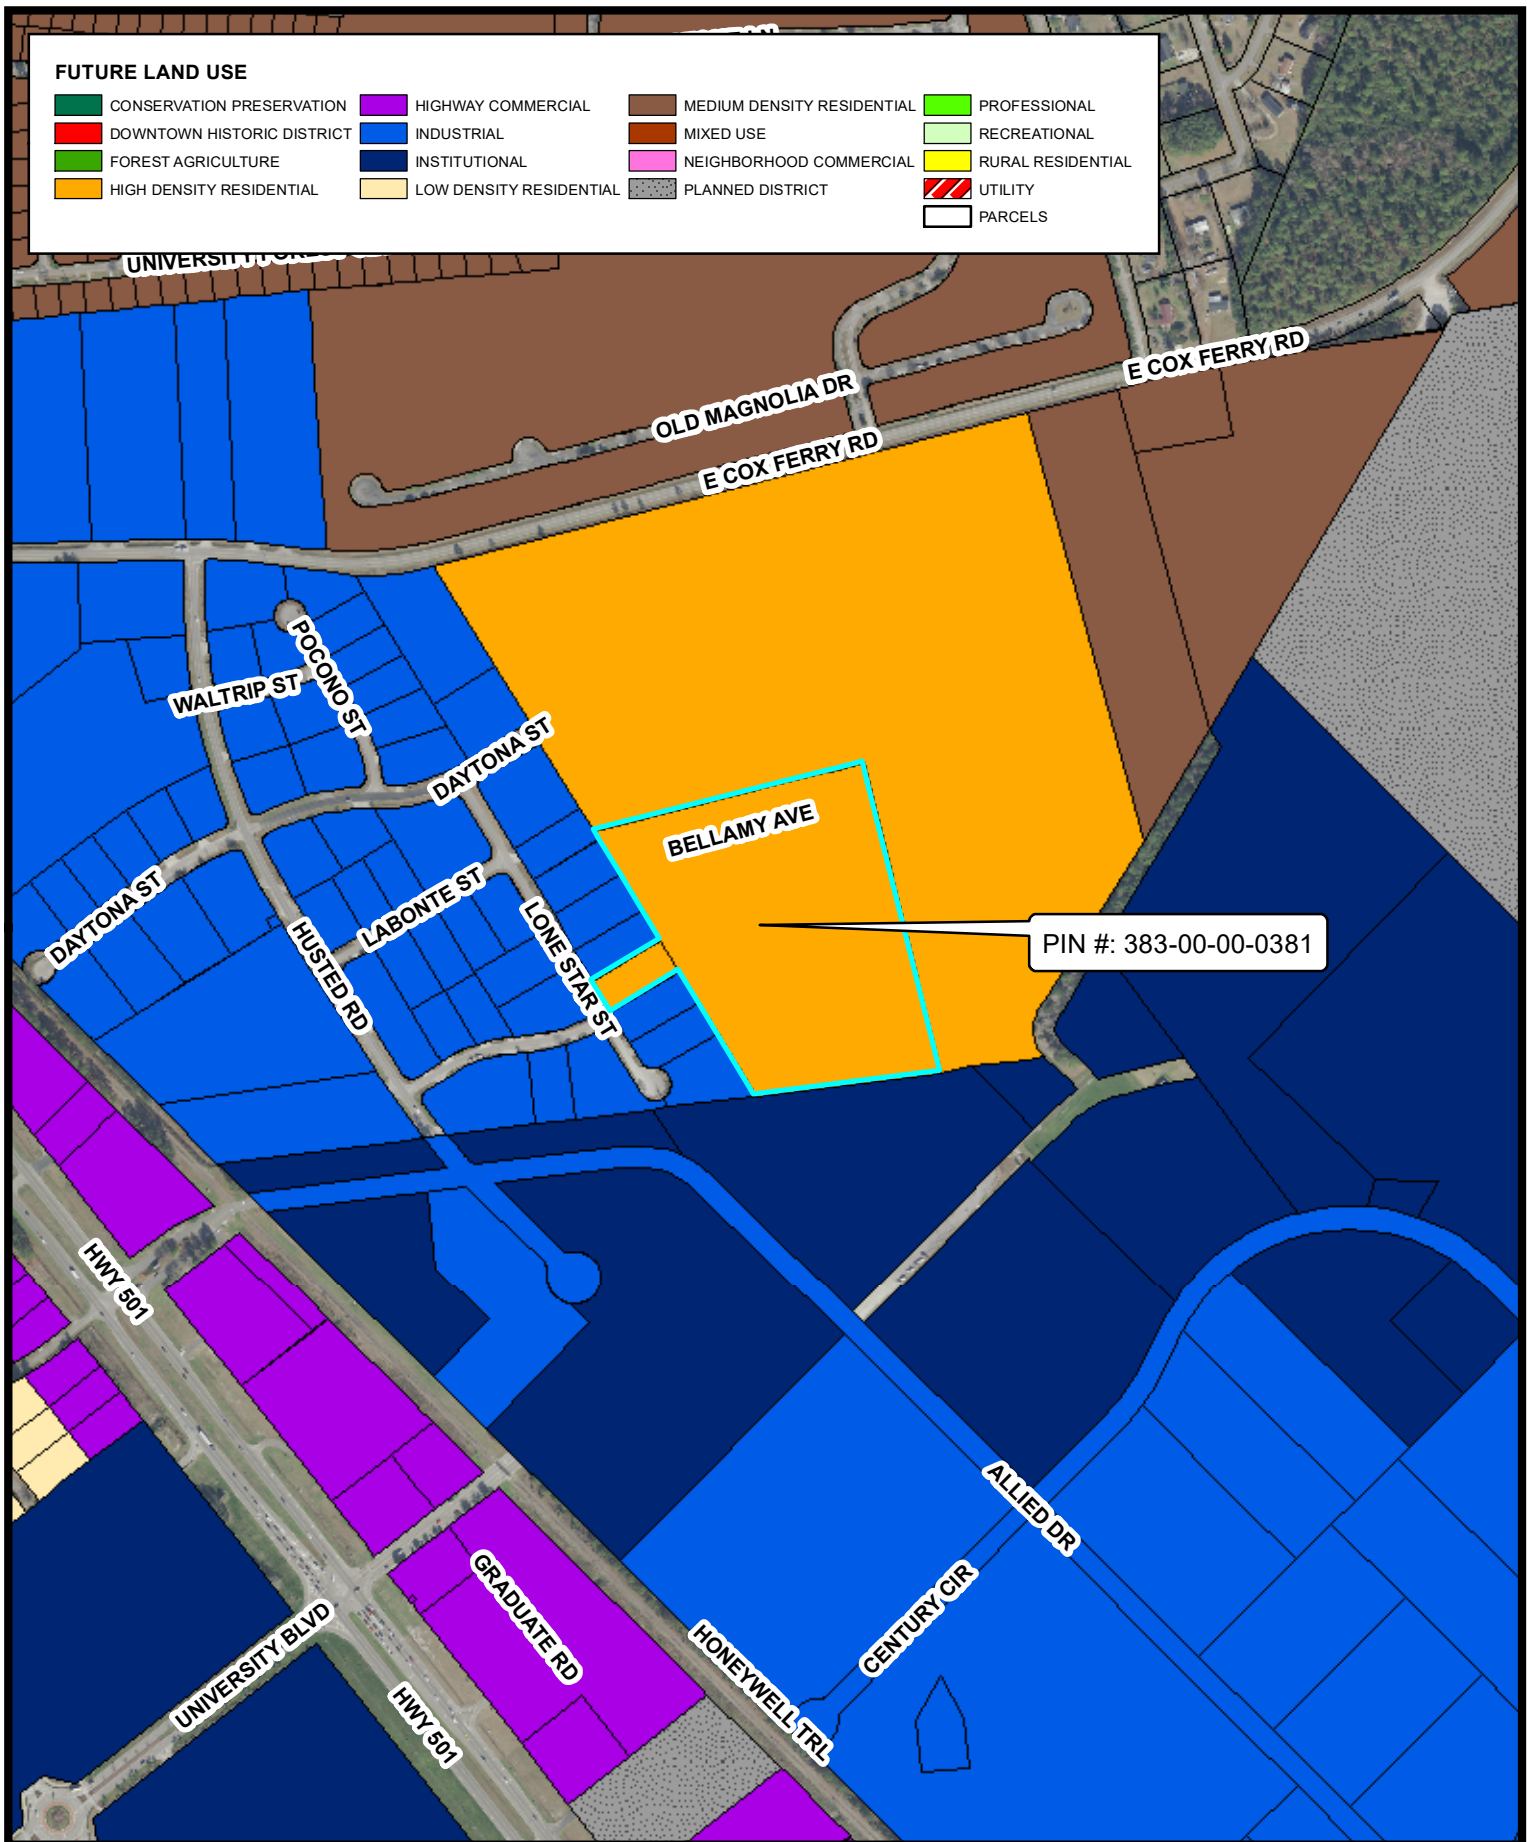 FUTURE LAND USE
CONSERVATION PRESERVATION
DOWNTOWN HISTORIC DISTRICT
FOREST AGRICULTURE
HIGH DENSITY RESIDENTIAL
HIGHWAY COMMERCIAL
INDUSTRIAL
INSTITUTIONAL
LOW DENSITY RESIDENTIAL
MEDIUM DENSITY RESIDENTIAL
MIXED USE
NEIGHBORHOOD COMMERCIAL
PLANNED DISTRICT
PROFESSIONAL
RECREATIONAL
RURAL RESIDENTIAL
UTILITY
PARCELS
UNIVERSITY
E COX FERRY RD
OLD MAGNOLIA DR
E COX FERRY RD
POCONO ST
WALTRIP ST
DAYTONA ST
BELLAMY AVE
DAYTONA ST
LABONTE ST
LONE STAR ST
HUSTED RD
PIN #: 383-00-00-0381
HWY 501
ALLIED DR
GRADUATE RD
CENTURY CIR
UNIVERSITY BLVD
HONEYWELL TRL
HWY 501